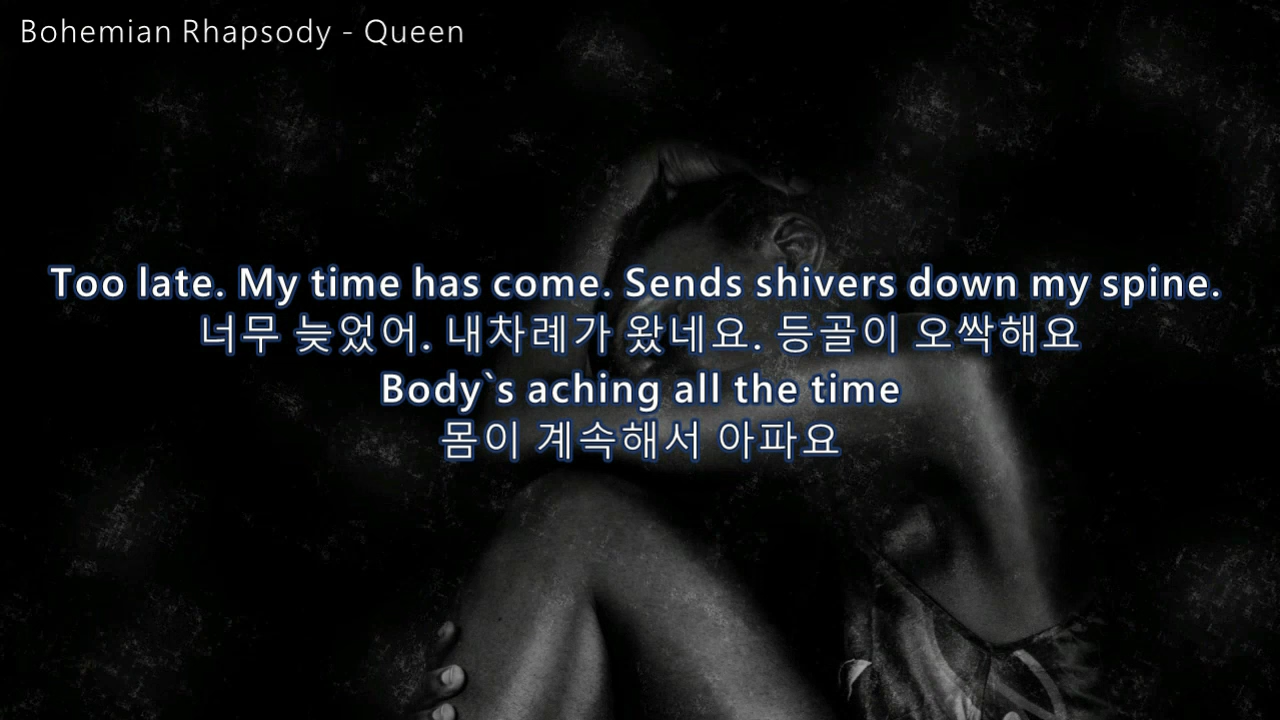 Bohemian Rhapsody - Queen
Too late. My time has come. Sends shivers down my spine.
너무 늦었어. 내차례가 왔네요. 등골이 오싹해요
Body`s aching all the time
몸이 계속해서 아파요